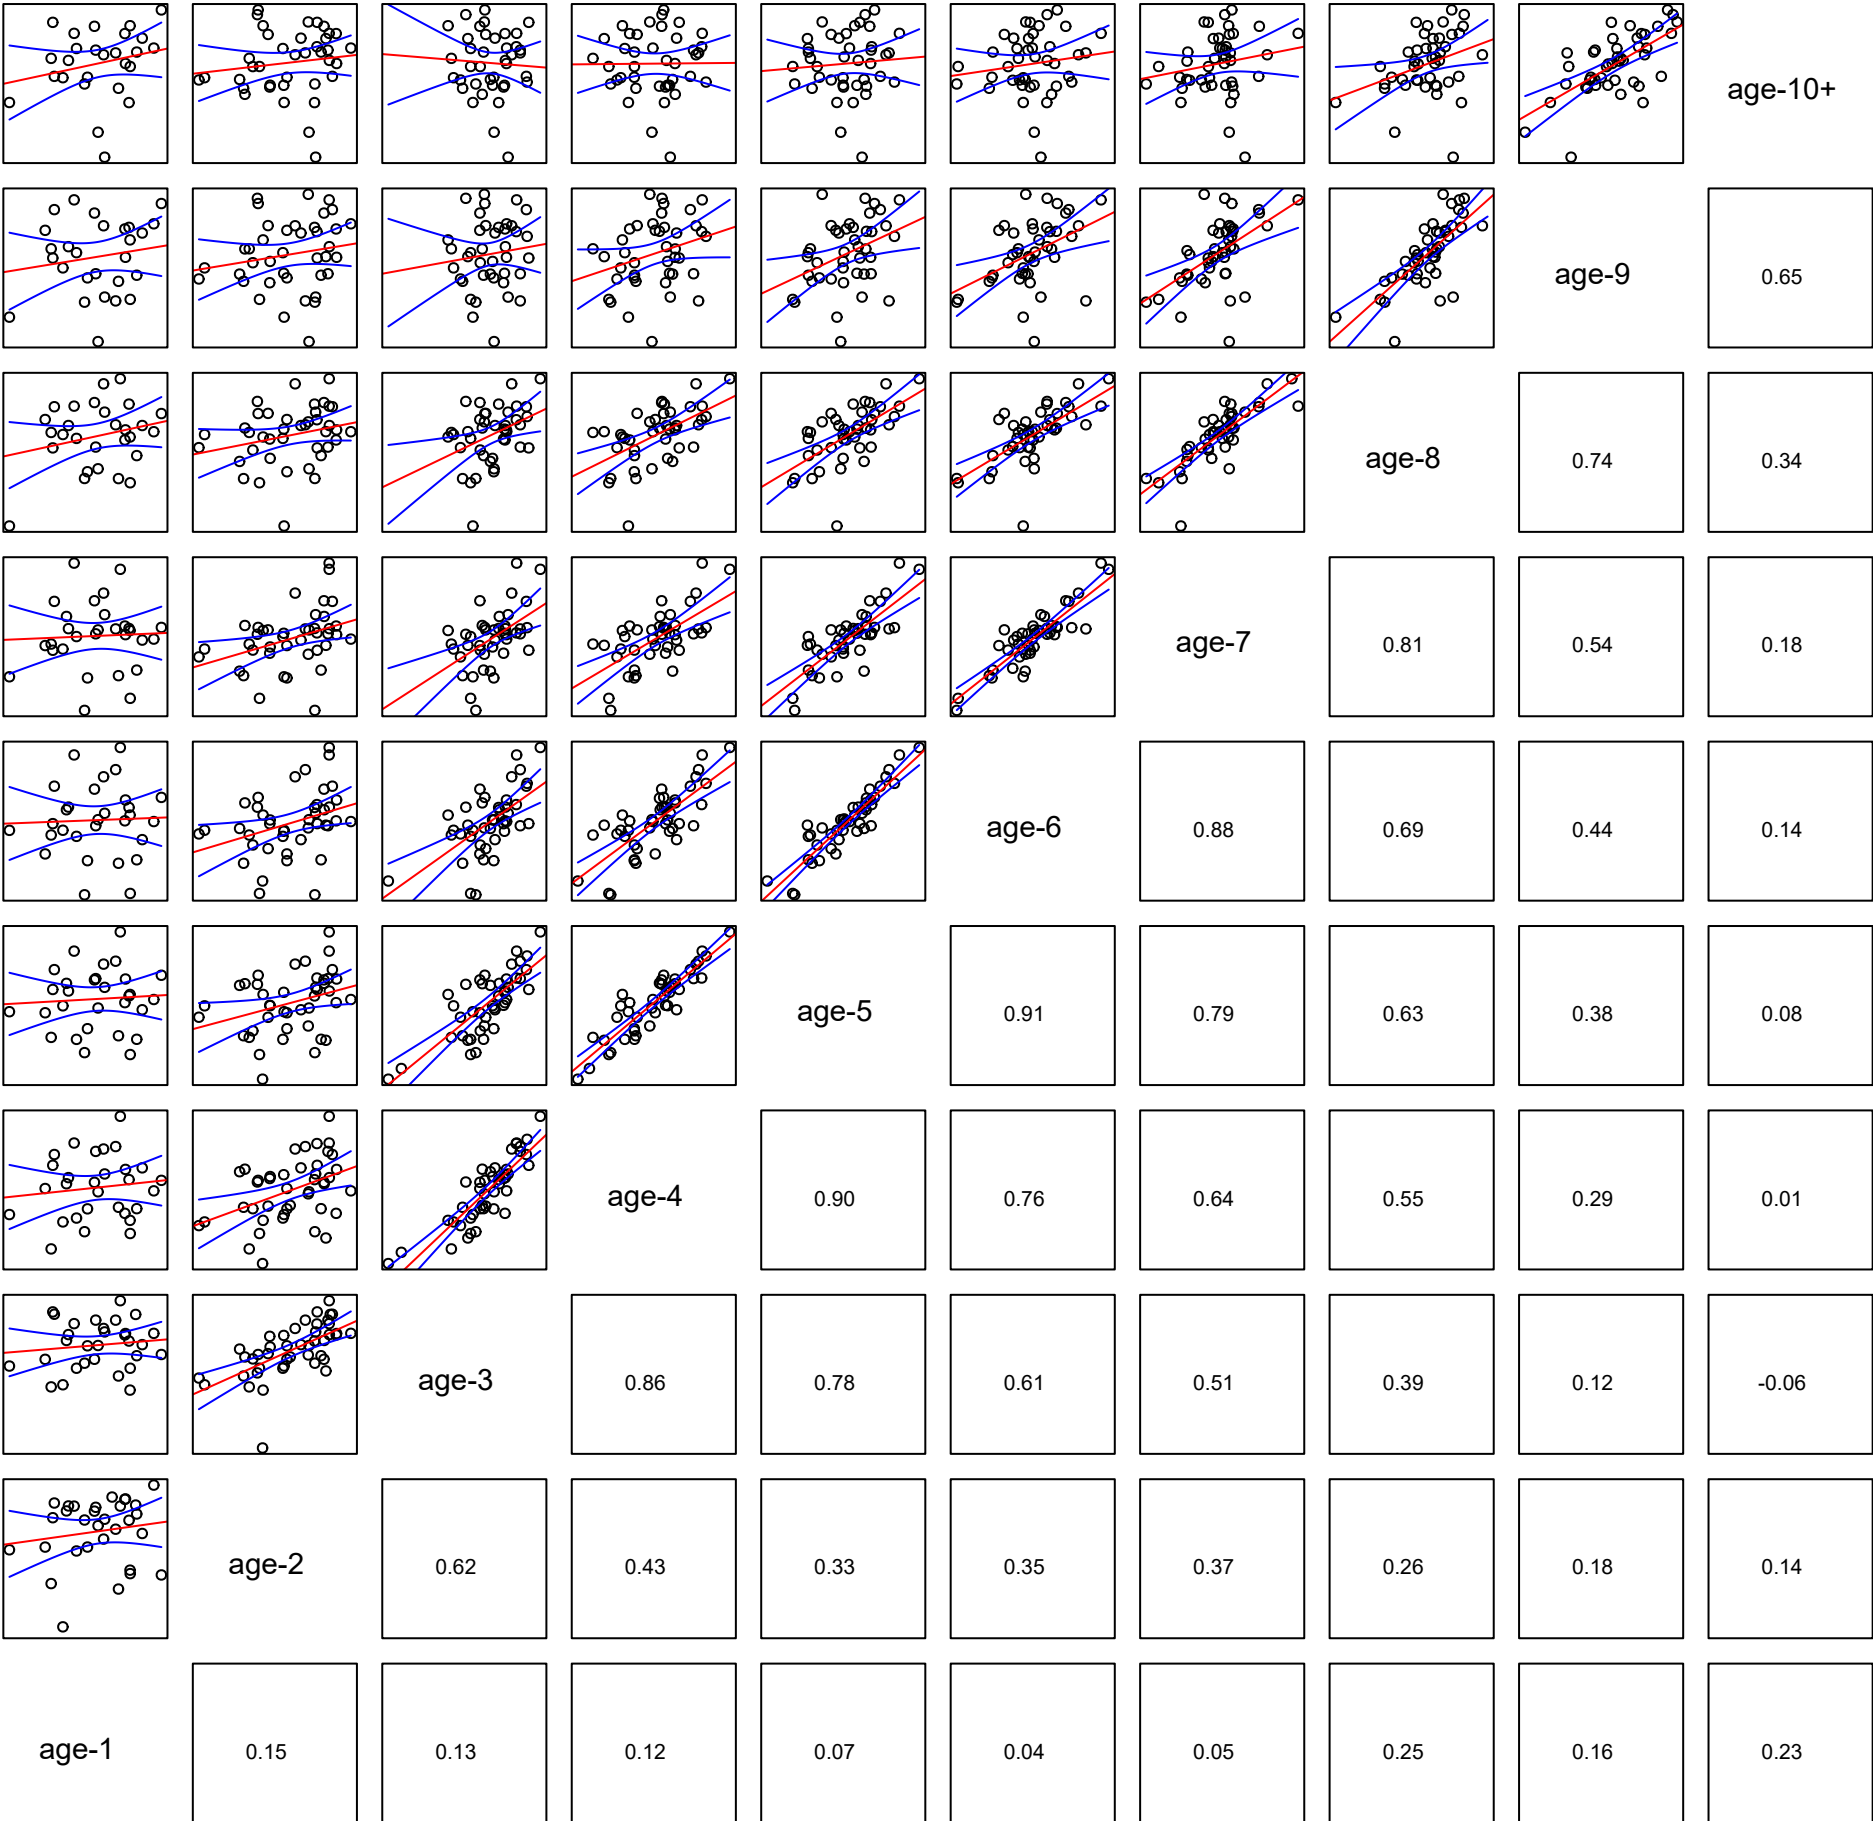 age-10+
age-9 0.65
age-8 0.74 0.34
age-7 0.81 0.54 0.18
age-6 0.88 0.69 0.44 0.14
age-5 0.91 0.79 0.63 0.38 0.08
age-4 0.90 0.76 0.64 0.55 0.29 0.01
age-3 0.86 0.78 0.61 0.51 0.39 0.12 -0.06
age-2 0.62 0.43 0.33 0.35 0.37 0.26 0.18 0.14
age-1 0.15 0.13 0.12 0.07 0.04 0.05 0.25 0.16 0.23